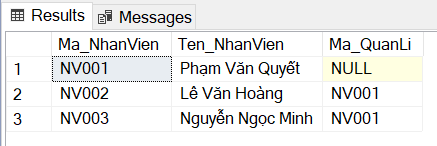 Results Messages
Ma_NhanVien Ten_NhanVien Ma_QuanLi
1 NV001 Phạm Văn Quyết NULL
2 NV002 Lê Văn Hoàng NV001
3 NV003 Nguyễn Ngọc Minh NV001